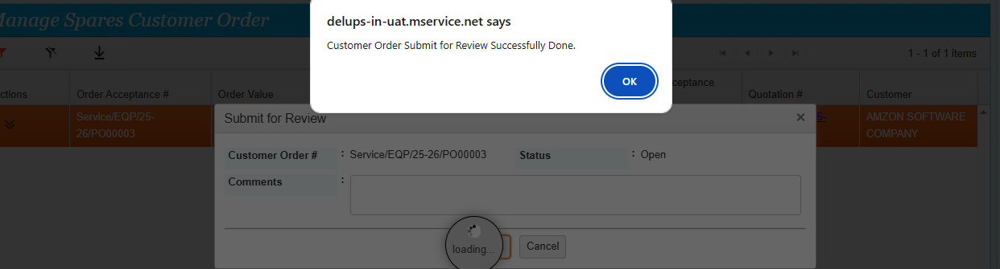 delups-in-uat.mservice.net says
Customer Order Submit for Review Successfully Done.
OK
Manage Spares Customer Order
1 - 1 of 1 items
Order Acceptance #
Order Value
Quotation #
Customer
Service/EQP/25-
26/PO00003
AMZON SOFTWARE
COMPANY
Submit for Review
Customer Order # : Service/EQP/25-26/PO00003 Status : Open
Comments :
loading...
Cancel